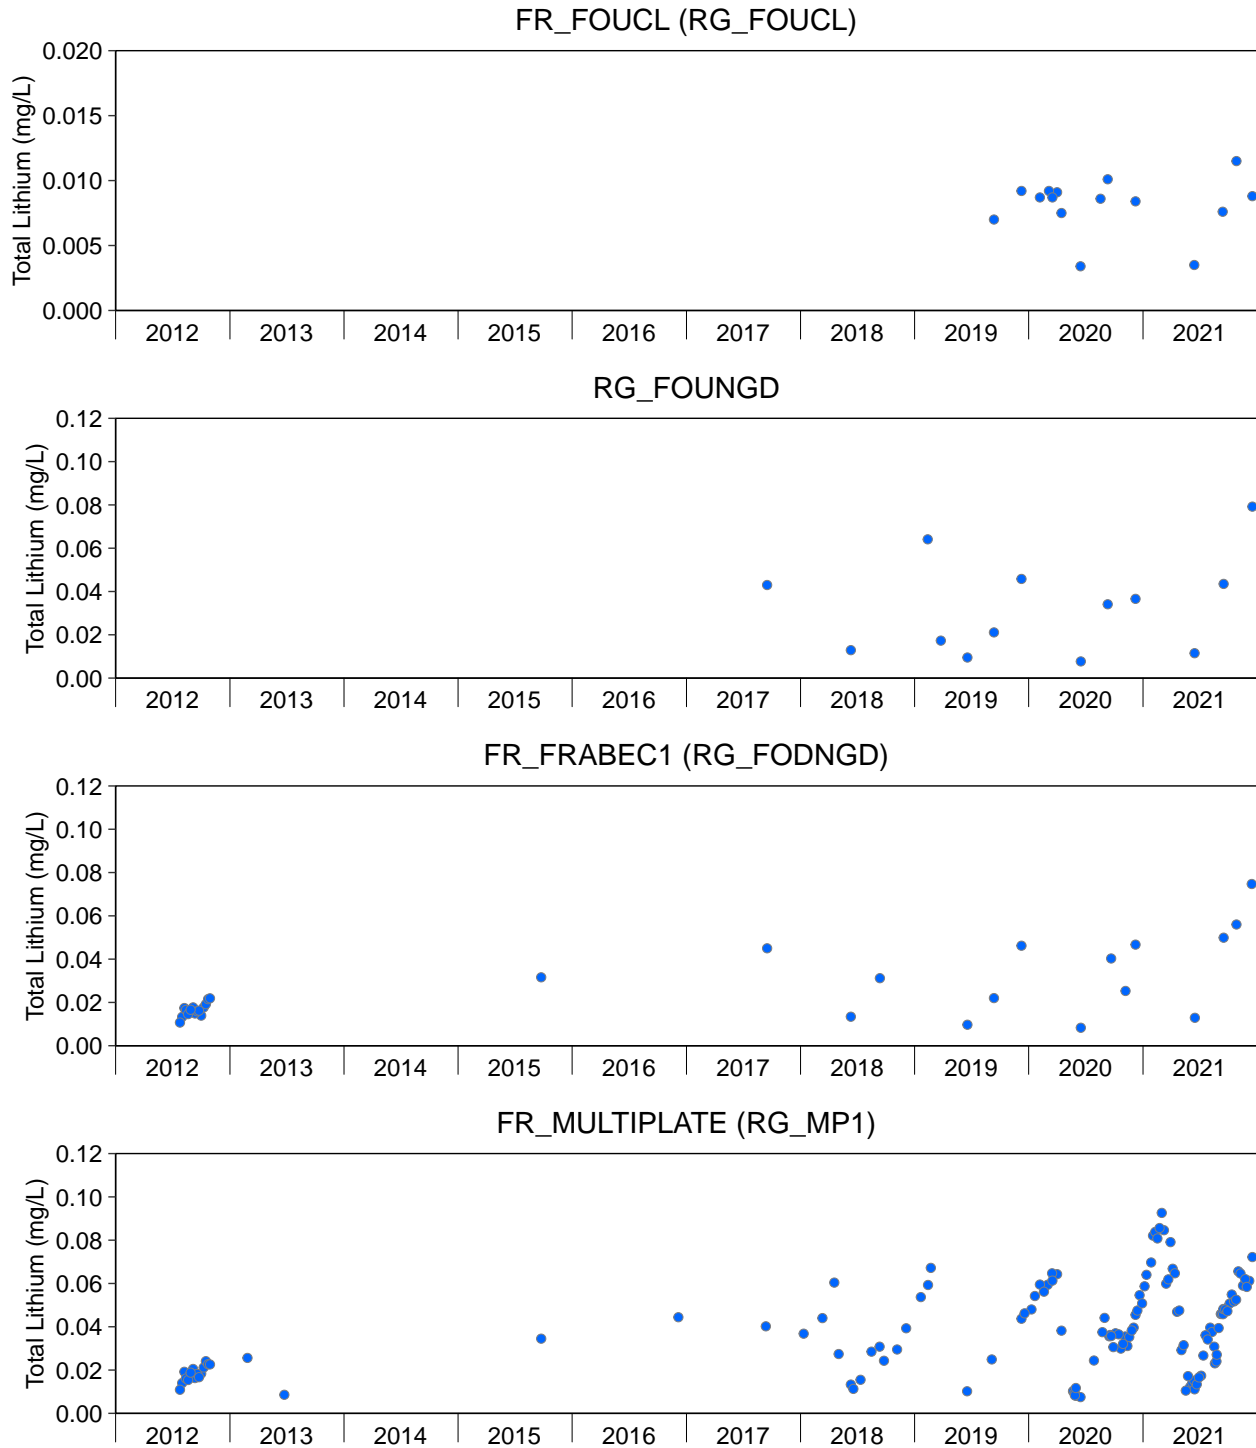 FR_FOUCL (RG_FOUCL)
Total Lithium (mg/L)
0.020
0.015
0.010
0.005
0.000
2012 2013 2014 2015 2016 2017 2018 2019 2020 2021
RG_FOUNGD
Total Lithium (mg/L)
0.12
0.10
0.08
0.06
0.04
0.02
0.00
2012 2013 2014 2015 2016 2017 2018 2019 2020 2021
FR_FRABEC1 (RG_FODNGD)
Total Lithium (mg/L)
0.12
0.10
0.08
0.06
0.04
0.02
0.00
2012 2013 2014 2015 2016 2017 2018 2019 2020 2021
FR_MULTIPLATE (RG_MP1)
Total Lithium (mg/L)
0.12
0.10
0.08
0.06
0.04
0.02
0.00
2012 2013 2014 2015 2016 2017 2018 2019 2020 2021